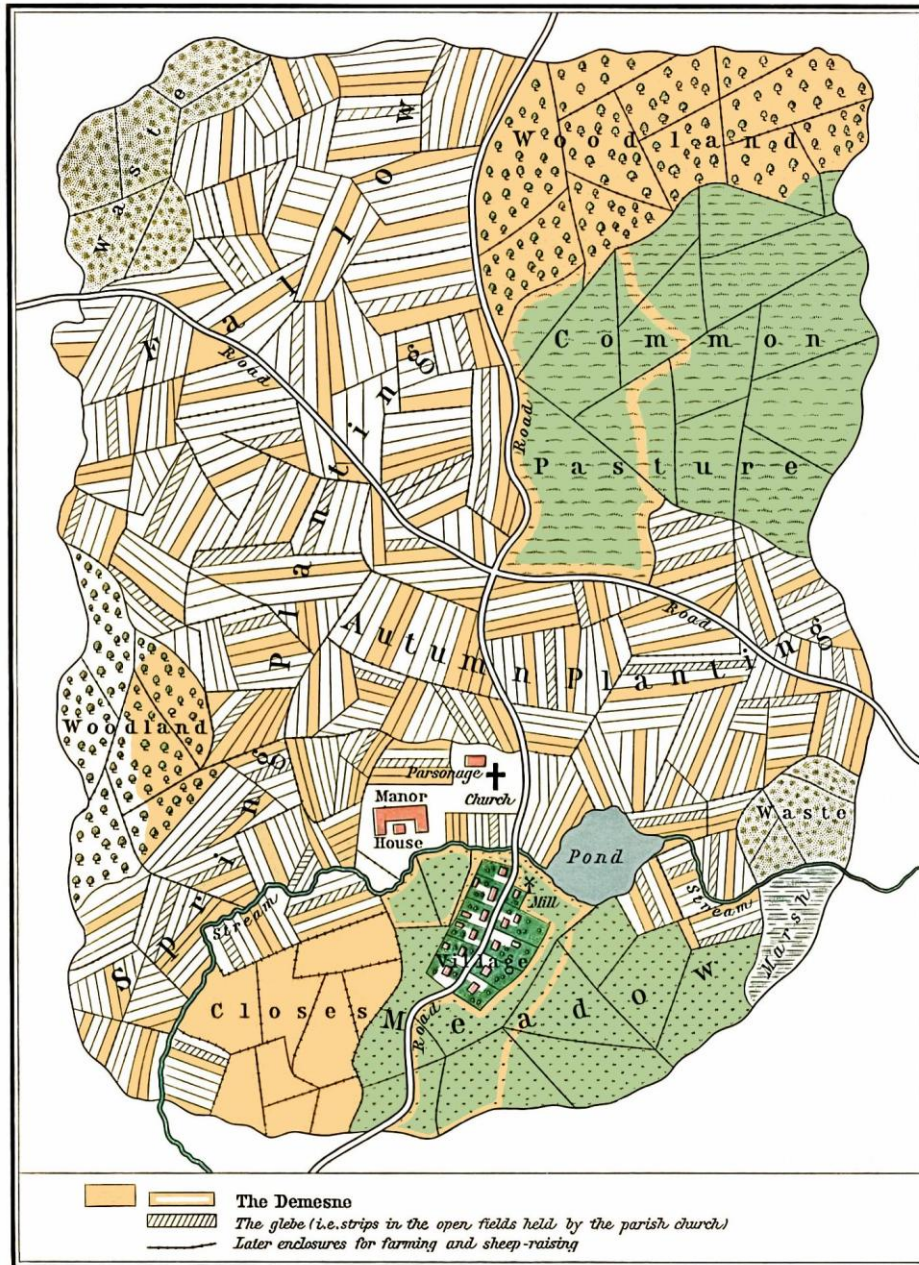 Waste
Woodland
Fallow
Common
Road
Road
Pasture
Spring Planting
Autumn Planting
Road
Woodland
Parsonage
Church
Manor
House
Waste
Pond
Mill
Stream
Stream
Village
Marsh
Closes
Meadow
Road
The Demesne
The glebe (i.e. strips in the open fields held by the parish church)
Later enclosures for farming and sheep-raising